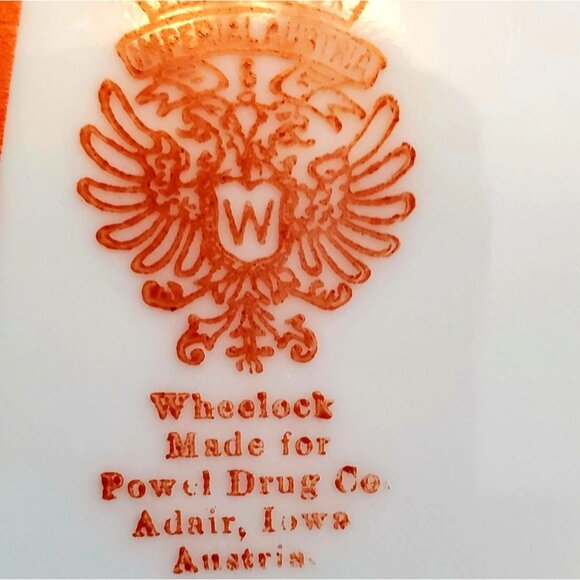 IMPERIAL AUSTRIA
W
Wheelock
Made for
Powel Drug Co.
Adair, Iowa
Austria.